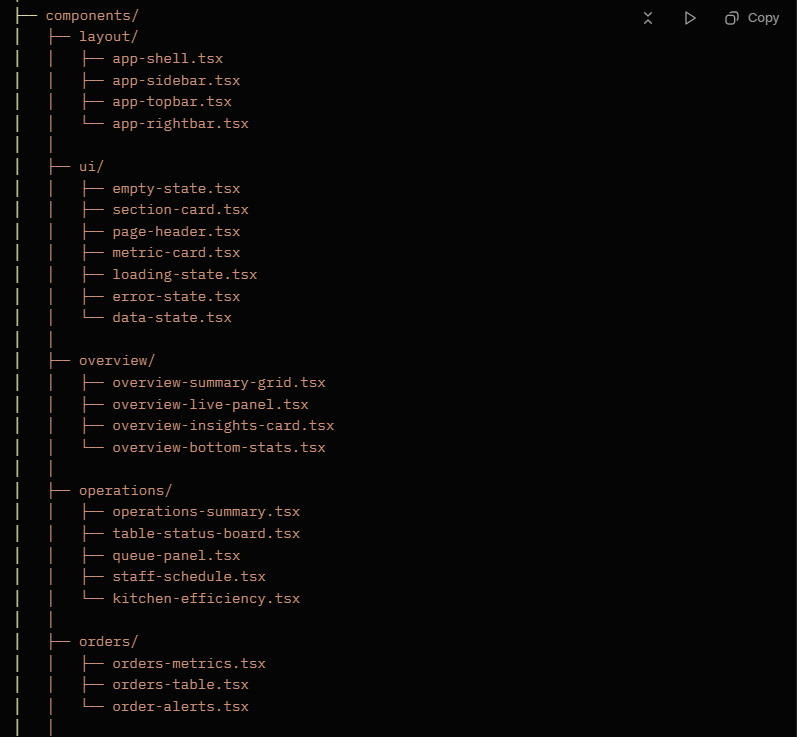 ├── components/
│   ├── layout/
│   │   ├── app-shell.tsx
│   │   ├── app-sidebar.tsx
│   │   ├── app-topbar.tsx
│   │   └── app-rightbar.tsx
│   │
│   ├── ui/
│   │   ├── empty-state.tsx
│   │   ├── section-card.tsx
│   │   ├── page-header.tsx
│   │   ├── metric-card.tsx
│   │   ├── loading-state.tsx
│   │   ├── error-state.tsx
│   │   └── data-state.tsx
│   │
│   ├── overview/
│   │   ├── overview-summary-grid.tsx
│   │   ├── overview-live-panel.tsx
│   │   ├── overview-insights-card.tsx
│   │   └── overview-bottom-stats.tsx
│   │
│   ├── operations/
│   │   ├── operations-summary.tsx
│   │   ├── table-status-board.tsx
│   │   ├── queue-panel.tsx
│   │   ├── staff-schedule.tsx
│   │   └── kitchen-efficiency.tsx
│   │
│   ├── orders/
│   │   ├── orders-metrics.tsx
│   │   ├── orders-table.tsx
│   │   └── order-alerts.tsx
│   │
Copy